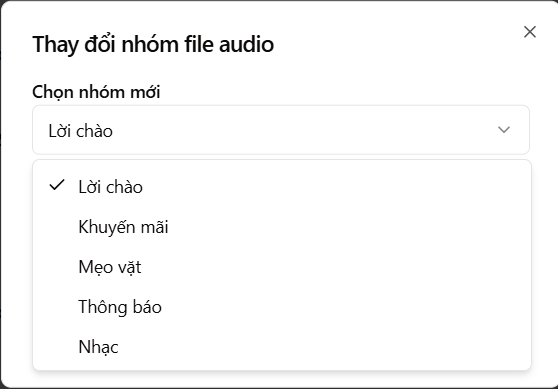 Thay đổi nhóm file audio
Chọn nhóm mới
Lời chào
Lời chào
Khuyến mãi
Mẹo vặt
Thông báo
Nhạc